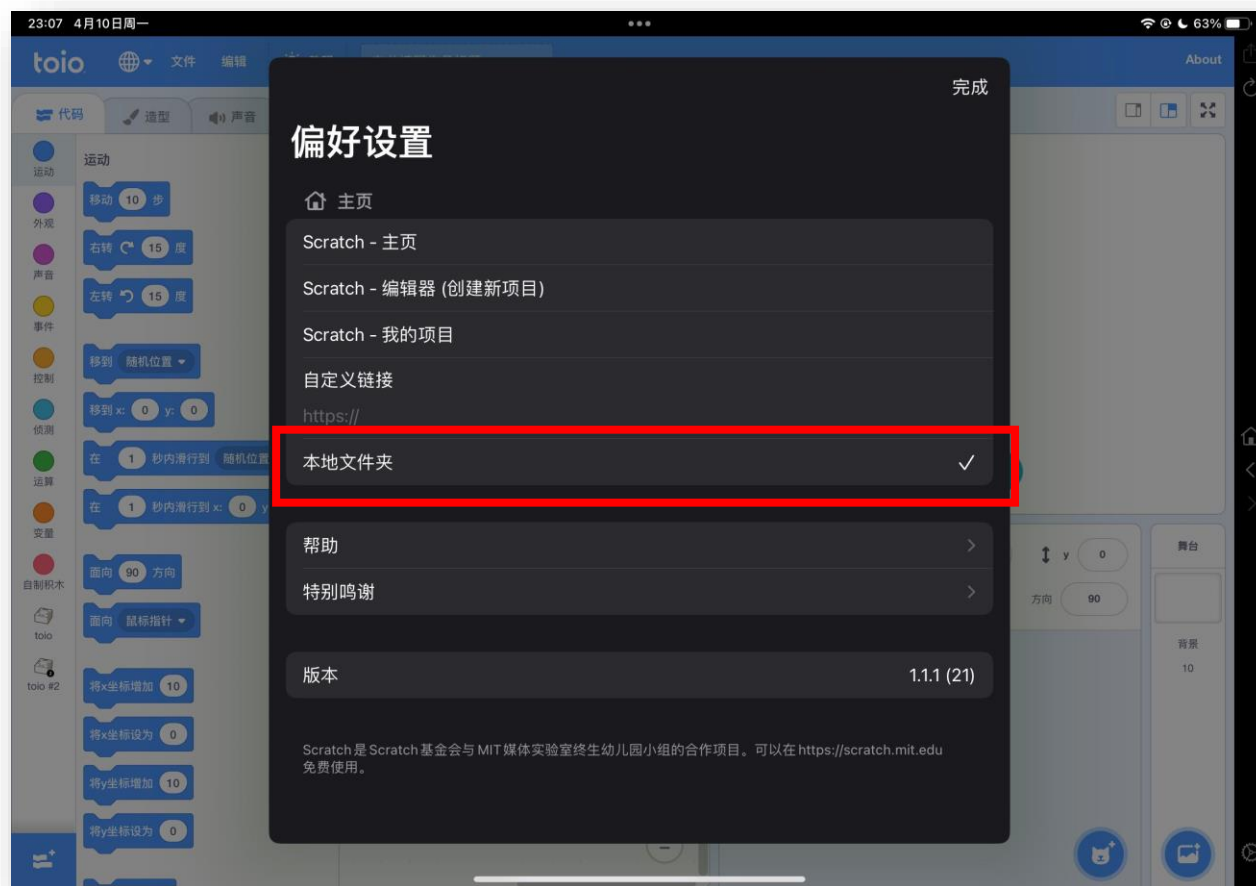 23:07 4月10日周一
63%
toio
文件 编辑
About
代码 造型 声音
完成
偏好设置
主页
Scratch - 主页
Scratch - 编辑器 (创建新项目)
Scratch - 我的项目
自定义链接
https://
本地文件夹
帮助
特别鸣谢
版本 1.1.1 (21)
Scratch是Scratch基金会与MIT媒体实验室终生幼儿园小组的合作项目。可以在https://scratch.mit.edu
免费使用。
运动
外观
声音
事件
控制
侦测
运算
变量
自制积木
toio
toio #2
运动
移动 10 步
右转 15 度
左转 15 度
移到 随机位置
移到 x: 0 y: 0
在 1 秒内滑行到 随机位置
在 1 秒内滑行到 x: 0 y
面向 90 方向
面向 鼠标指针
将x坐标增加 10
将x坐标设为 0
将y坐标增加 10
将y坐标设为 0
y 0
方向 90
舞台
背景
10